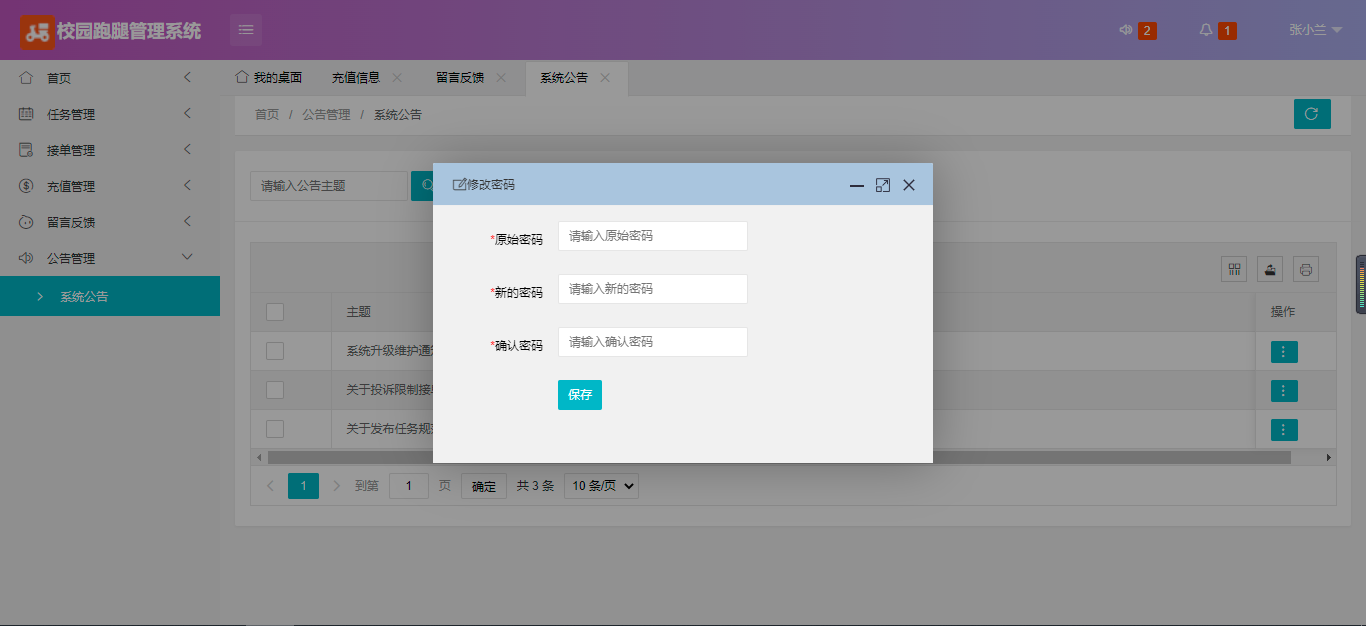 校园跑腿管理系统
2
1
张小兰
首页
任务管理
接单管理
充值管理
留言反馈
公告管理
系统公告
我的桌面
充值信息
留言反馈
系统公告
首页 / 公告管理 / 系统公告
请输入公告主题
修改密码
*原始密码 请输入原始密码
*新的密码 请输入新的密码
*确认密码 请输入确认密码
保存
主题
操作
系统升级维护通
关于投诉限制接
关于发布任务规
1 到第 1 页 确定 共 3 条 10 条/页